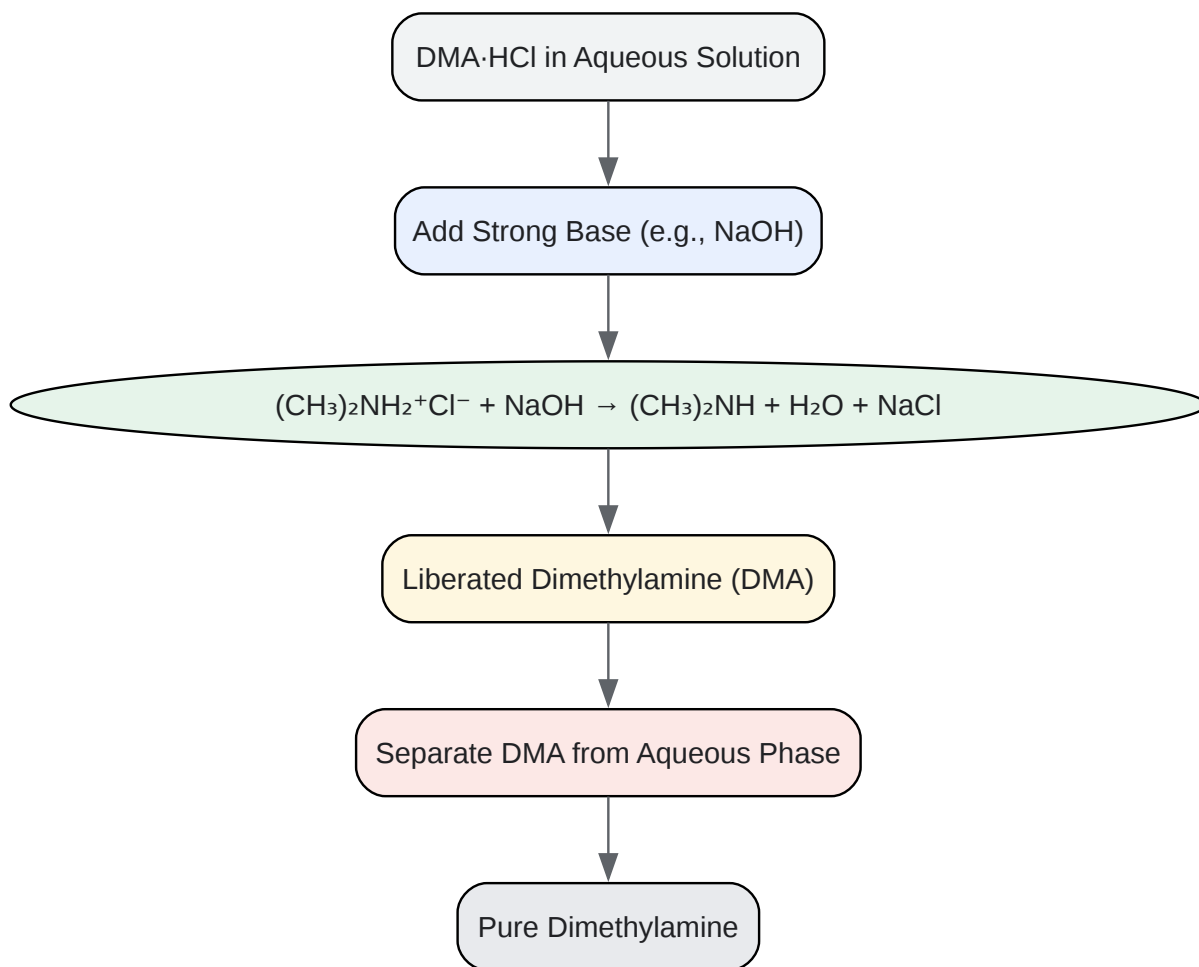 DMA·HCl in Aqueous Solution
Add Strong Base (e.g., NaOH)
(CH₃)₂NH₂⁺Cl⁻ + NaOH → (CH₃)₂NH + H₂O + NaCl
Liberated Dimethylamine (DMA)
Separate DMA from Aqueous Phase
Pure Dimethylamine